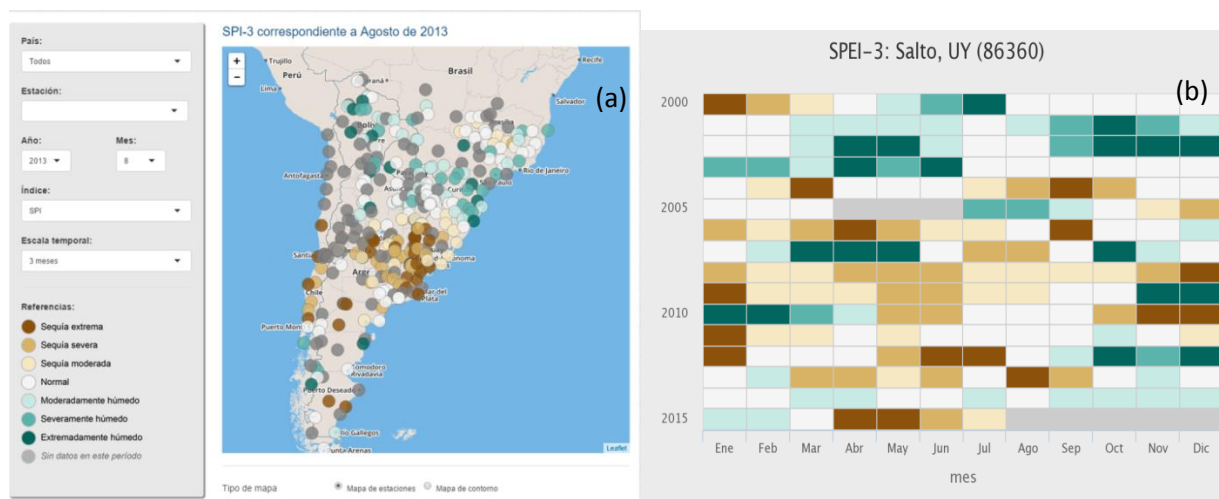 País:
Todos
Estación:
Año:
Mes:
2013
8
Índice:
SPI
Escala temporal:
3 meses
Referencias:
Sequía extrema
Sequía severa
Sequía moderada
Normal
Moderadamente húmedo
Severamente húmedo
Extremadamente húmedo
Sin datos en este período
SPI-3 correspondiente a Agosto de 2013
+
−
Trujillo
Perú
Lima
Brasil
Recife
Salvador
(a)
Antofagasta
Rio de Janeiro
Chile
Puerto Mon
Comodoro
Rivadavia
Puerto Deseado
Río Gallegos
Punta Arenas
Leaflet
Tipo de mapa
Mapa de estaciones
Mapa de contorno
SPEI-3: Salto, UY (86360)
(b)
2000
2005
2010
2015
Ene Feb Mar Abr May Jun Jul Ago Sep Oct Nov Dic
mes